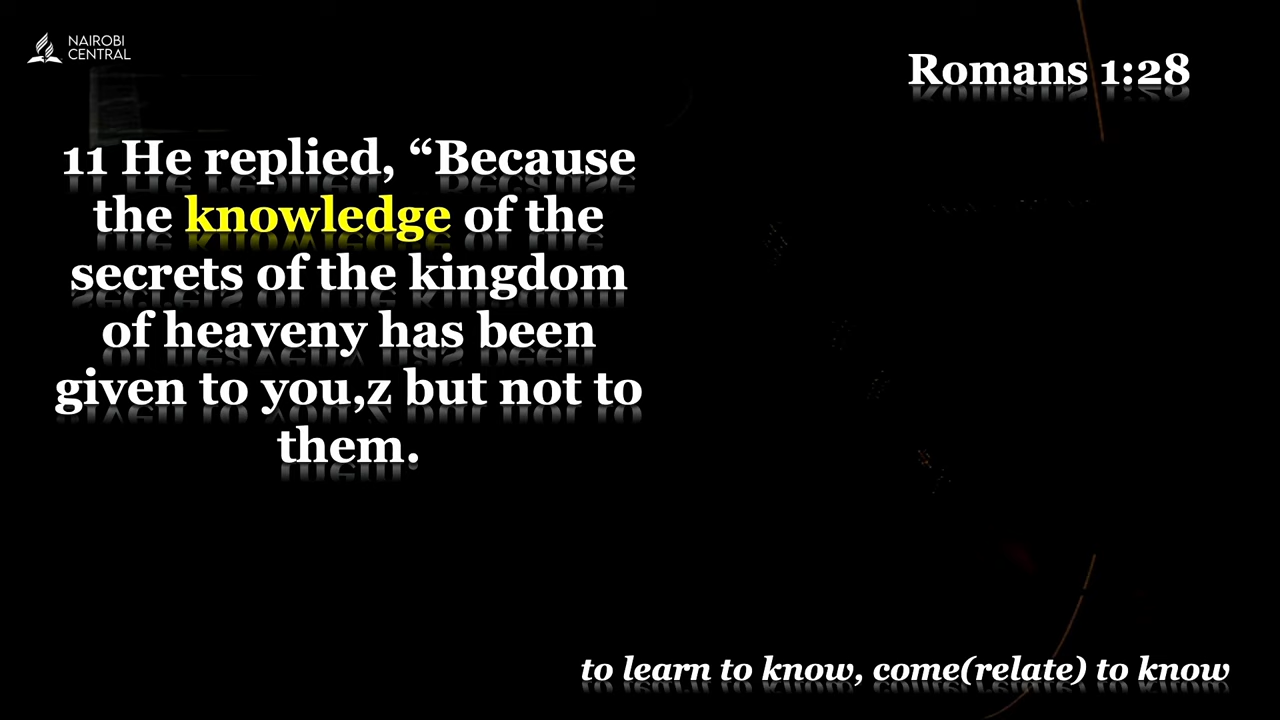 NAIROBI
CENTRAL
Romans 1:28
11 He replied, “Because
the knowledge of the
secrets of the kingdom
of heaveny has been
given to you,z but not to
them.
to learn to know, come(relate) to know